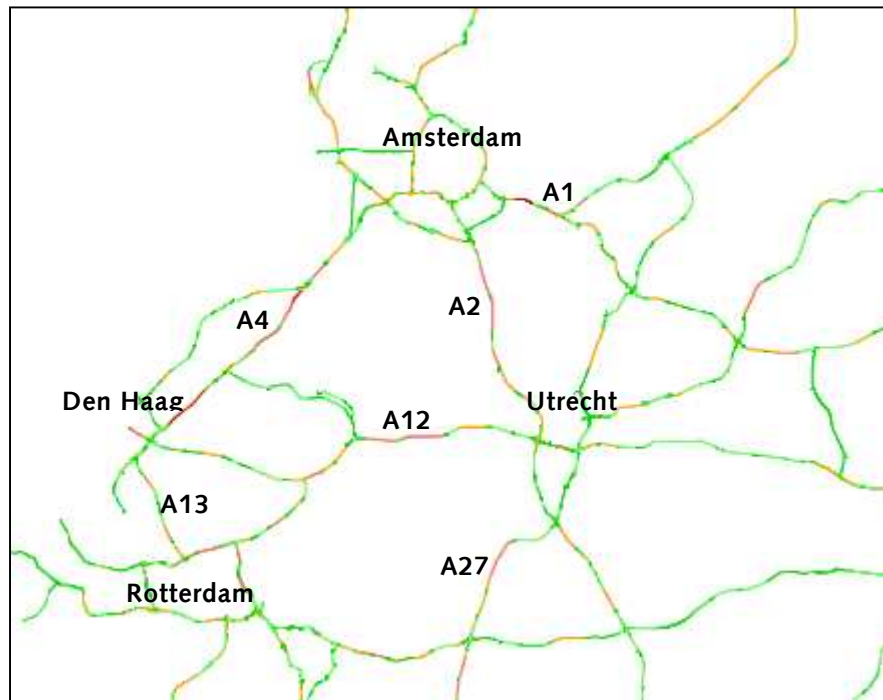 Amsterdam
A1
A2
A4
Den Haag
Utrecht
A12
A13
A27
Rotterdam